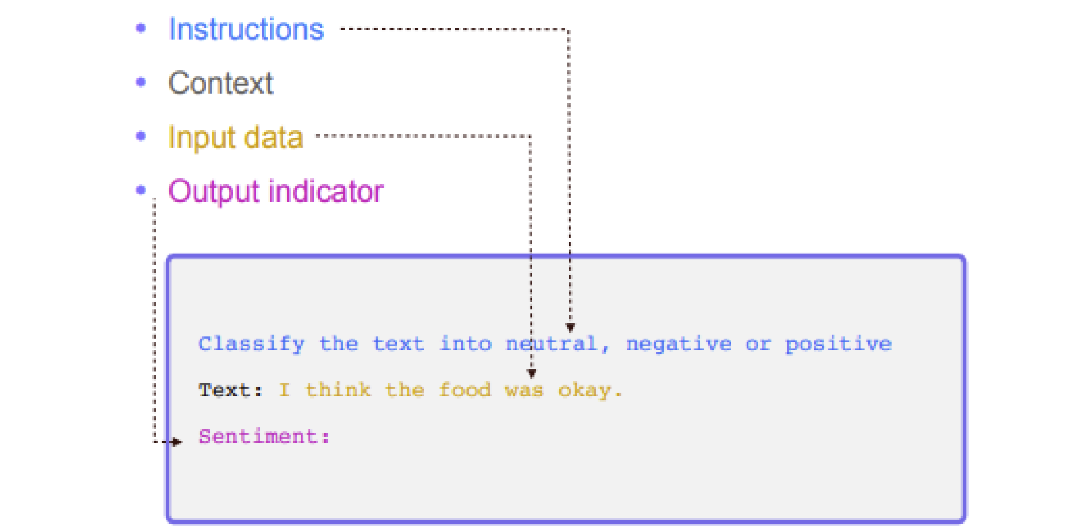 • Instructions
• Context
• Input data
• Output indicator
Classify the text into neutral, negative or positive
Text: I think the food was okay.
Sentiment: